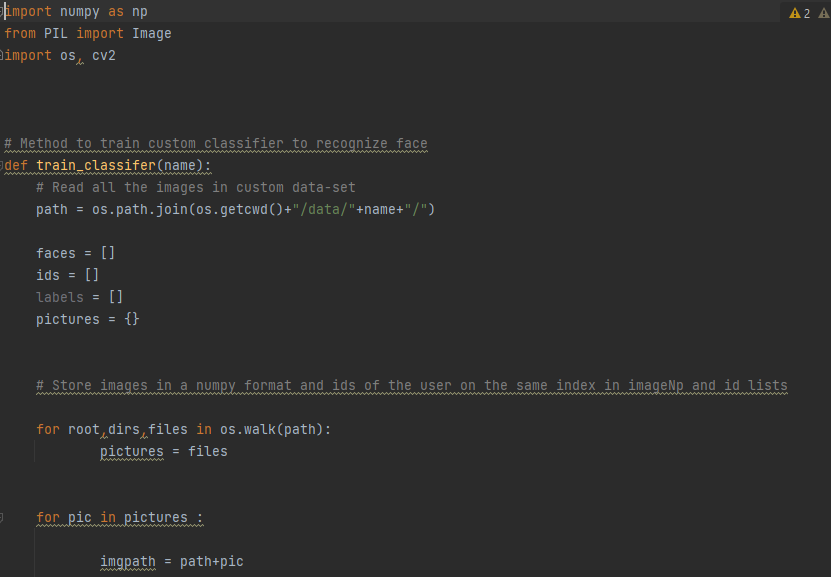 import numpy as np
2
from PIL import Image
import os, cv2
# Method to train custom classifier to recognize face
def train_classifer(name):
# Read all the images in custom data-set
path = os.path.join(os.getcwd()+"/data/"+name+"/")
faces = []
ids = []
labels = []
pictures = {}
# Store images in a numpy format and ids of the user on the same index in imageNp and id lists
for root,dirs,files in os.walk(path):
pictures = files
for pic in pictures :
imgpath = path+pic